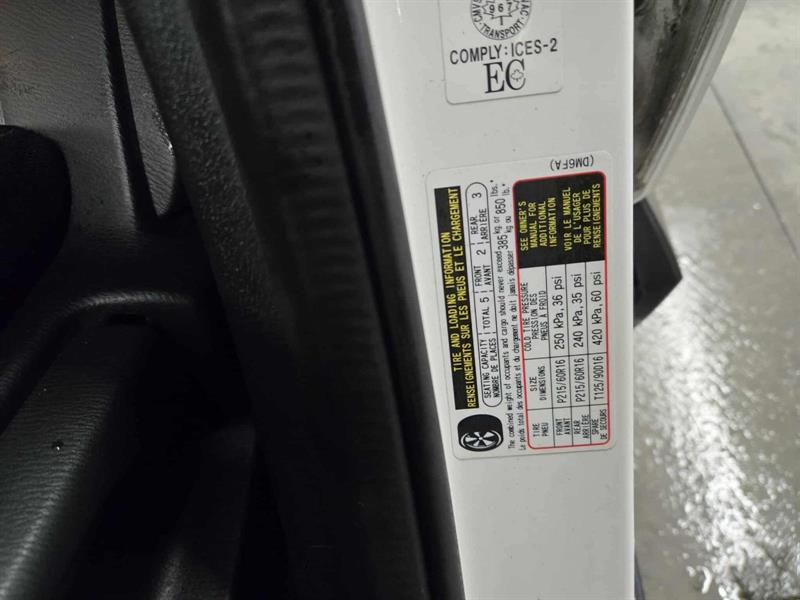 CMVS
NSVAC
967
TRANSPORT
COMPLY: ICES-2
EC
(DM6FA)
TIRE AND LOADING INFORMATION
RENSEIGNEMENTS SUR LES PNEUS ET LE CHARGEMENT
SEATING CAPACITY TOTAL 5 FRONT 2 REAR 3
NOMBRE DE PLACES AVANT ARRIÈRE
The combined weight of occupants and cargo should never exceed 385 kg or 850 lbs.*
Le poids total des occupants et du chargement ne doit jamais dépasser kg ou lbs.*
TIRE SIZE COLD TIRE PRESSURE SEE OWNER'S
PNEU DIMENSIONS PRESSION DES MANUAL FOR
PNEUS À FROID ADDITIONAL
INFORMATION
FRONT P215/60R16 250 kPa, 36 psi
AVANT
REAR P215/60R16 240 kPa, 35 psi VOIR LE MANUEL
ARRIÈRE DE L'USAGER
SPARE T125/90D16 420 kPa, 60 psi POUR PLUS DE
DE SECOURS RENSEIGNEMENTS